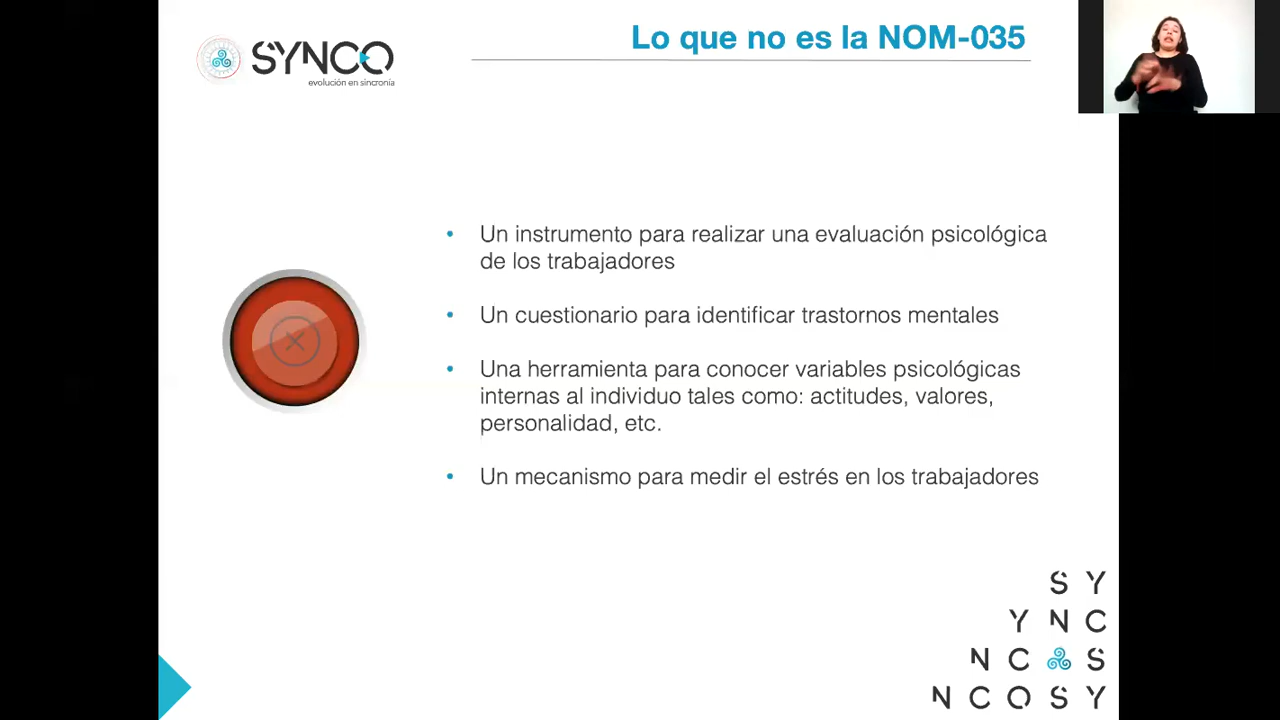 SYNCO
evolución en sincronía
Lo que no es la NOM-035
• Un instrumento para realizar una evaluación psicológica
de los trabajadores
• Un cuestionario para identificar trastornos mentales
• Una herramienta para conocer variables psicológicas
internas al individuo tales como: actitudes, valores,
personalidad, etc.
• Un mecanismo para medir el estrés en los trabajadores
S Y
Y N C
N C S
N C O S Y